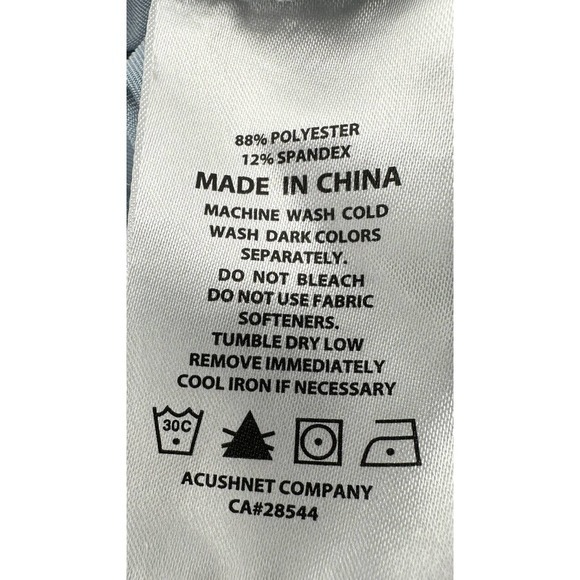 88% POLYESTER
12% SPANDEX
MADE IN CHINA
MACHINE WASH COLD
WASH DARK COLORS
SEPARATELY.
DO NOT BLEACH
DO NOT USE FABRIC
SOFTENERS.
TUMBLE DRY LOW
REMOVE IMMEDIATELY
COOL IRON IF NECESSARY
30C
ACUSHNET COMPANY
CA#28544